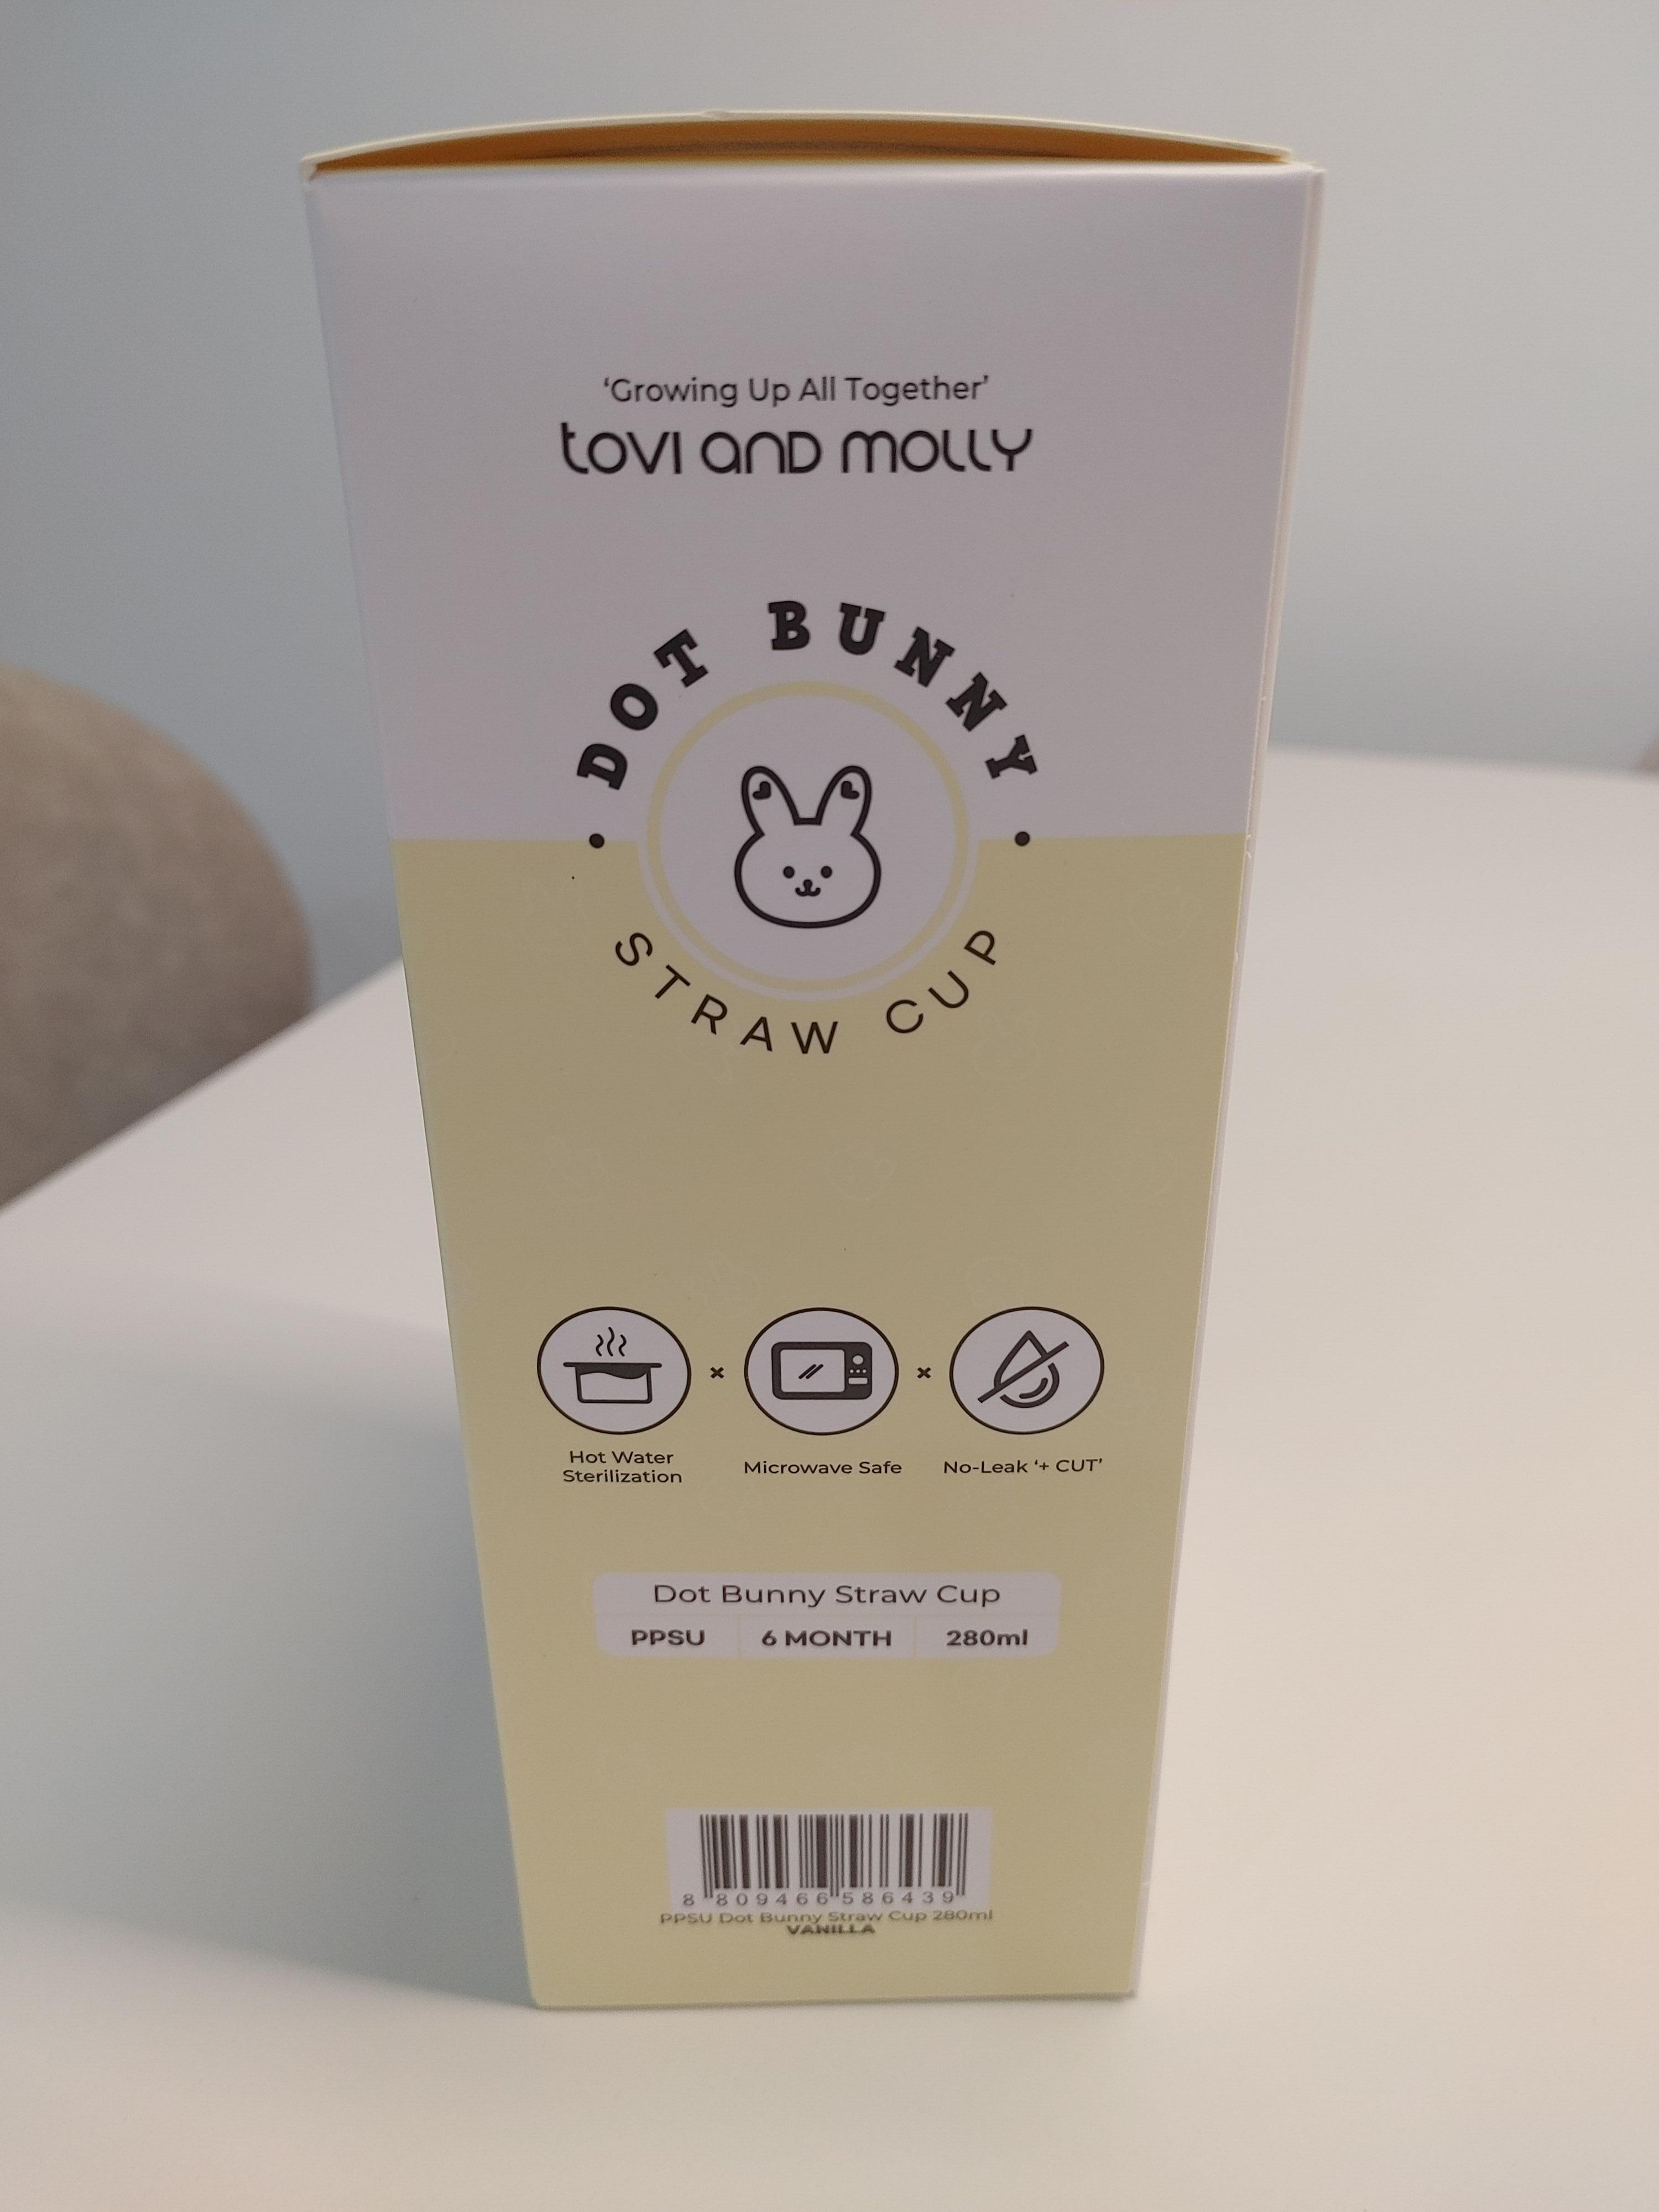 ‘Growing Up All Together’
tovi and molly
DOT BUNNY
STRAW CUP
Hot Water
Sterilization
Microwave Safe
No-Leak ‘+ CUT’
Dot Bunny Straw Cup
PPSU 6 MONTH 280ml
8 809466 586439
PPSU Dot Bunny Straw Cup 280ml
VANILLA